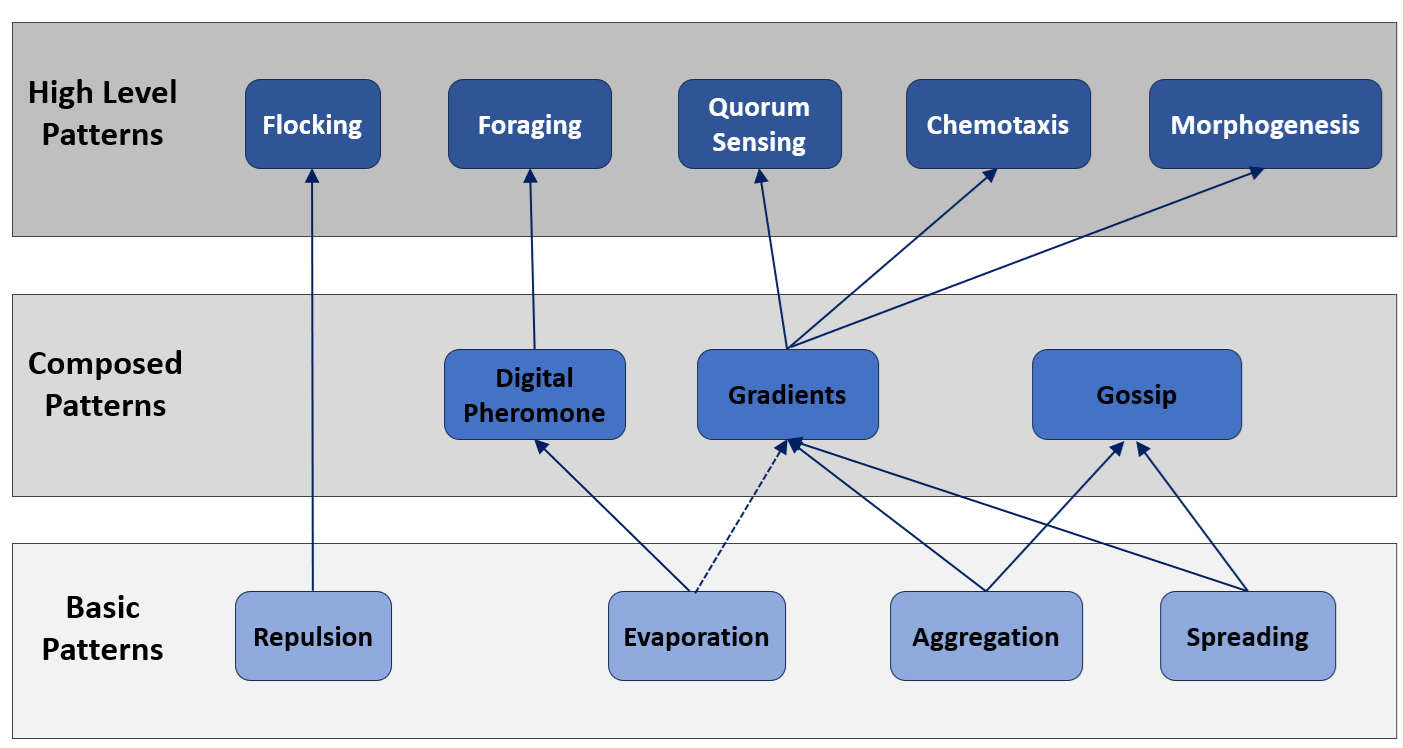 High Level
Patterns
Flocking
Foraging
Quorum
Sensing
Chemotaxis
Morphogenesis
Composed
Patterns
Digital
Pheromone
Gradients
Gossip
Basic
Patterns
Repulsion
Evaporation
Aggregation
Spreading